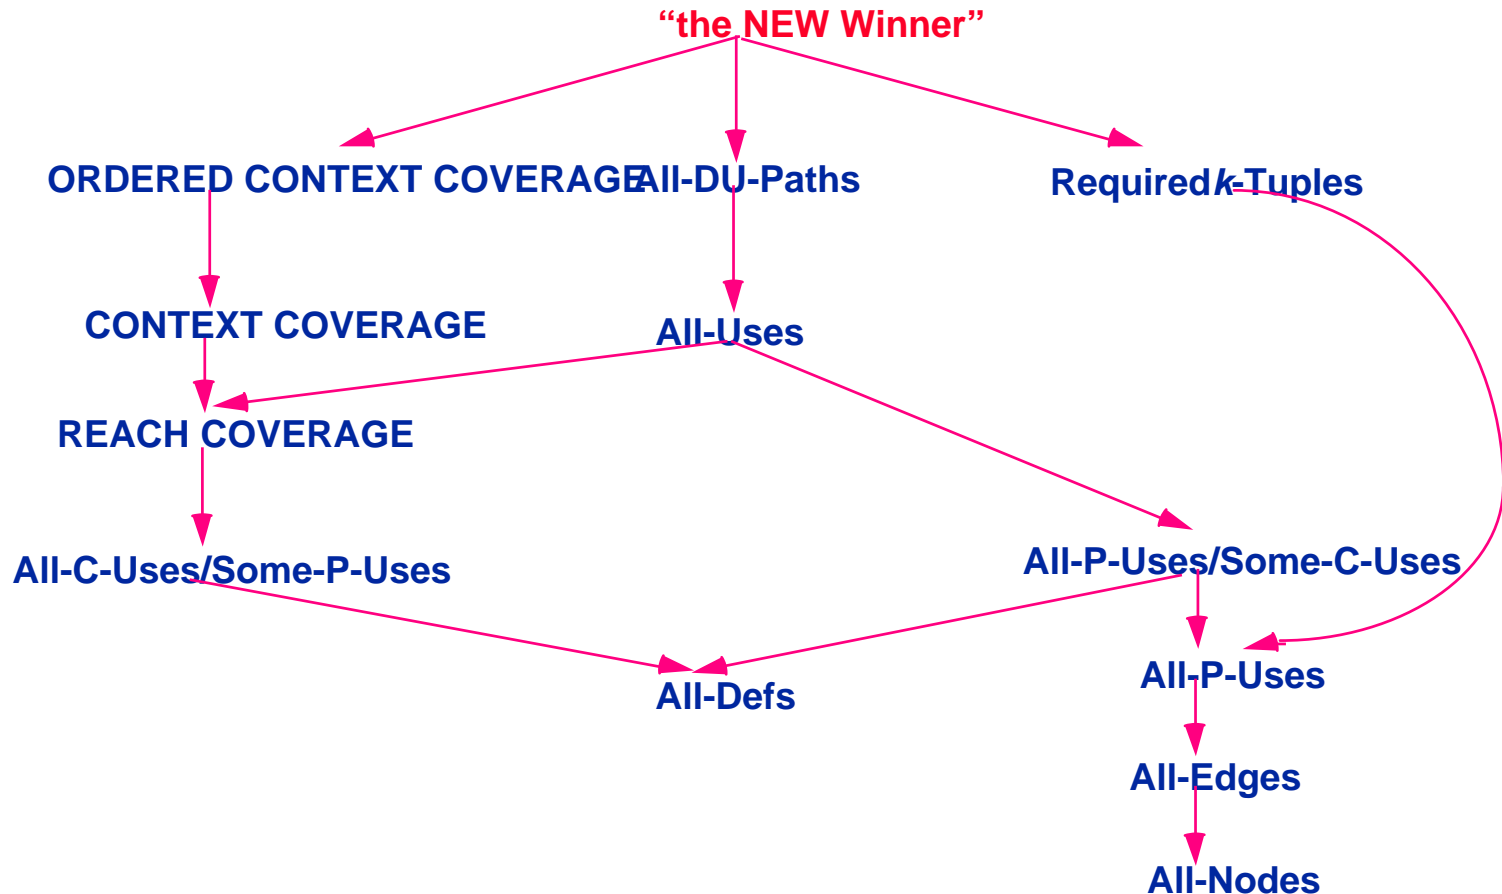 “the NEW Winner”
ORDERED CONTEXT COVERAGE
All-DU-Paths
Required k-Tuples
CONTEXT COVERAGE
All-Uses
REACH COVERAGE
All-C-Uses/Some-P-Uses
All-P-Uses/Some-C-Uses
All-Defs
All-P-Uses
All-Edges
All-Nodes